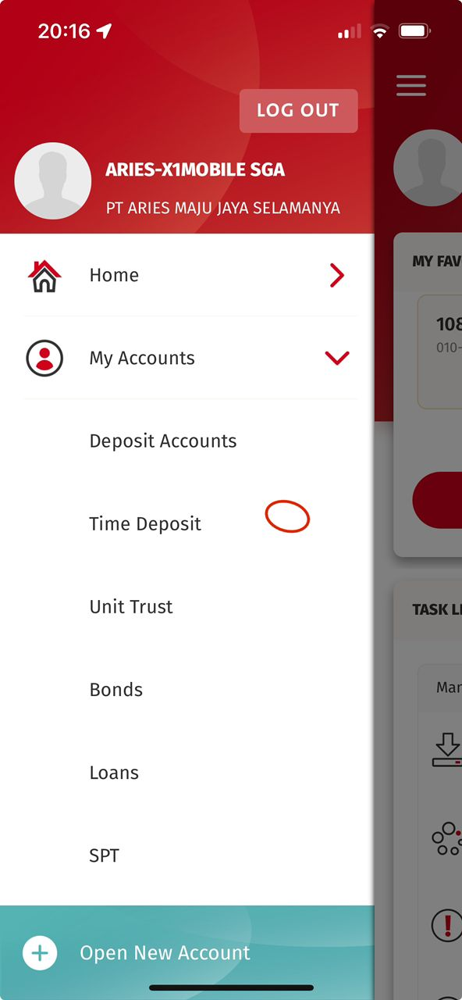 20:16
LOG OUT
ARIES-X1MOBILE SGA
PT ARIES MAJU JAYA SELAMANYA
Home
My Accounts
Deposit Accounts
Time Deposit
Unit Trust
Bonds
Loans
SPT
Open New Account
MY FAV
108
010-
TASK